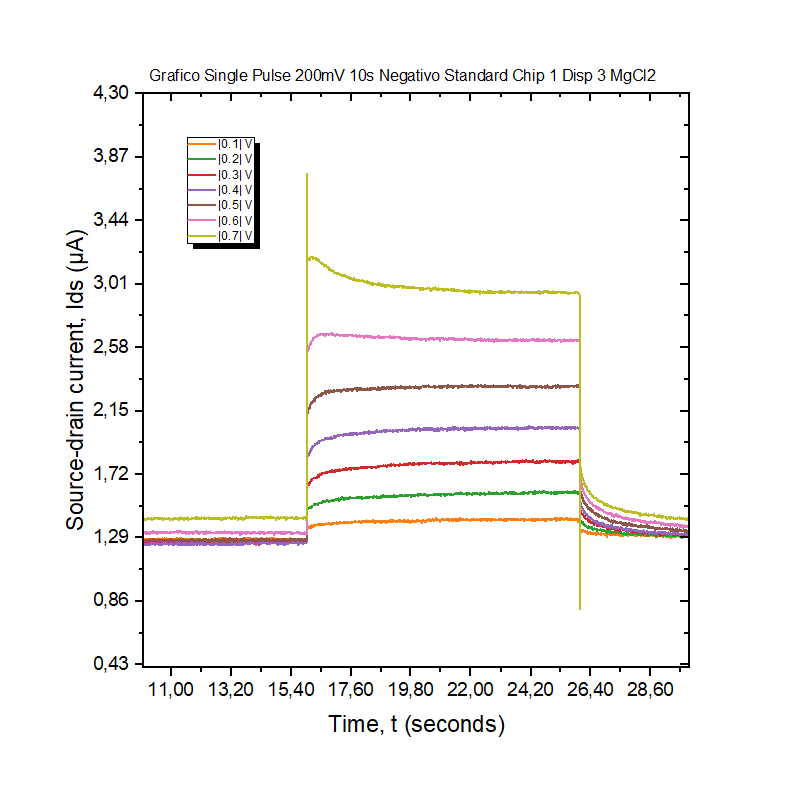 Grafico Single Pulse 200mV 10s Negativo Standard Chip 1 Disp 3 MgCl2
4,30
3,87
3,44
3,01
2,58
2,15
1,72
1,29
0,86
0,43
Source-drain current, Ids (µA)
|0.1| V
|0.2| V
|0.3| V
|0.4| V
|0.5| V
|0.6| V
|0.7| V
11,00 13,20 15,40 17,60 19,80 22,00 24,20 26,40 28,60
Time, t (seconds)